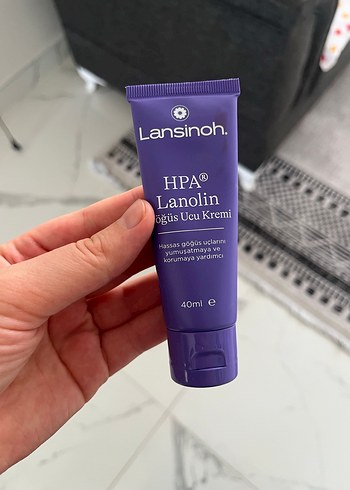 Lansinoh®
HPA®
Lanolin
öğüs Ucu Kremi
Hassas göğüs uçlarını
yumuşatmaya ve
korumaya yardımcı
40ml e